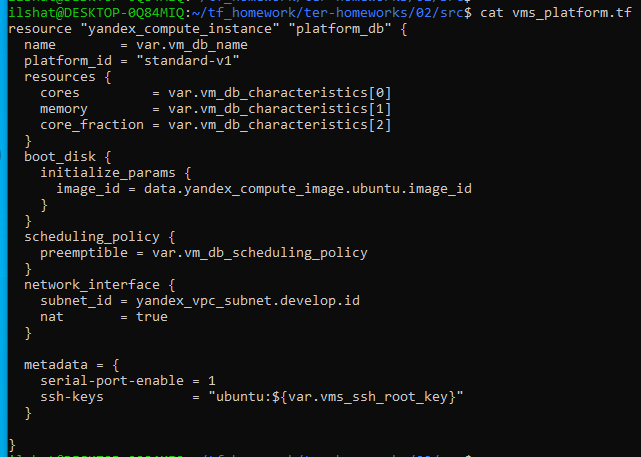 ilshat@DESKTOP-0Q84MIQ:~/tf_homework/ter-homeworks/02/src$ cat vms_platform.tf
resource "yandex_compute_instance" "platform_db" {
  name        = var.vm_db_name
  platform_id = "standard-v1"
  resources {
    cores         = var.vm_db_characteristics[0]
    memory        = var.vm_db_characteristics[1]
    core_fraction = var.vm_db_characteristics[2]
  }
  boot_disk {
    initialize_params {
      image_id = data.yandex_compute_image.ubuntu.image_id
    }
  }
  scheduling_policy {
    preemptible = var.vm_db_scheduling_policy
  }
  network_interface {
    subnet_id = yandex_vpc_subnet.develop.id
    nat       = true
  }

  metadata = {
    serial-port-enable = 1
    ssh-keys           = "ubuntu:${var.vms_ssh_root_key}"
  }

}